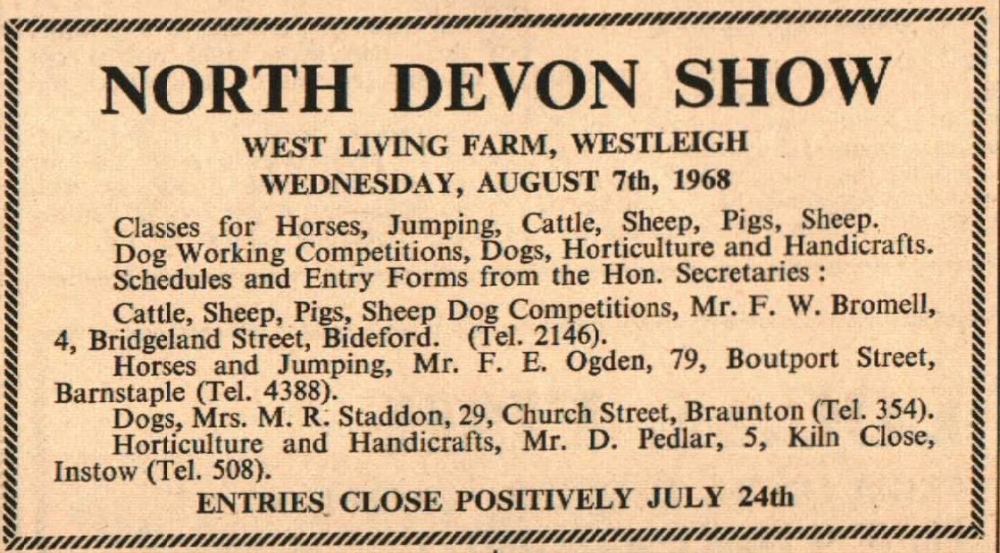 NORTH DEVON SHOW
WEST LIVING FARM, WESTLEIGH
WEDNESDAY, AUGUST 7th, 1968
Classes for Horses, Jumping, Cattle, Sheep, Pigs, Sheep.
Dog Working Competitions, Dogs, Horticulture and Handicrafts.
Schedules and Entry Forms from the Hon. Secretaries :
Cattle, Sheep, Pigs, Sheep Dog Competitions, Mr. F. W. Bromell,
4, Bridgeland Street, Bideford. (Tel. 2146).
Horses and Jumping, Mr. F. E. Ogden, 79, Boutport Street,
Barnstaple (Tel. 4388).
Dogs, Mrs. M. R. Staddon, 29, Church Street, Braunton (Tel. 354).
Horticulture and Handicrafts, Mr. D. Pedlar, 5, Kiln Close,
Instow (Tel. 508).
ENTRIES CLOSE POSITIVELY JULY 24th